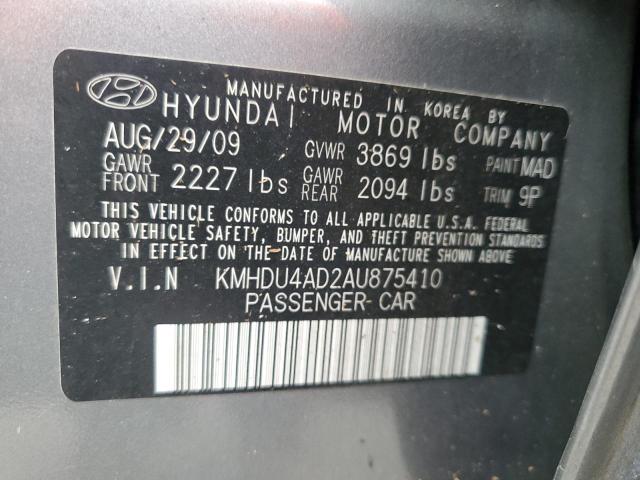 MANUFACTURED IN KOREA BY
HYUNDAI MOTOR COMPANY
AUG/29/09 GVWR 3869 lbs PAINT MAD
GAWR FRONT 2227 lbs GAWR REAR 2094 lbs TRIM 9P
THIS VEHICLE CONFORMS TO ALL APPLICABLE U.S.A. FEDERAL
MOTOR VEHICLE SAFETY, BUMPER, AND THEFT PREVENTION STANDARDS
IN EFFECT ON THE DATE OF MANUFACTURE SHOWN ABOVE.
V.I.N KMHDU4AD2AU875410
PASSENGER CAR